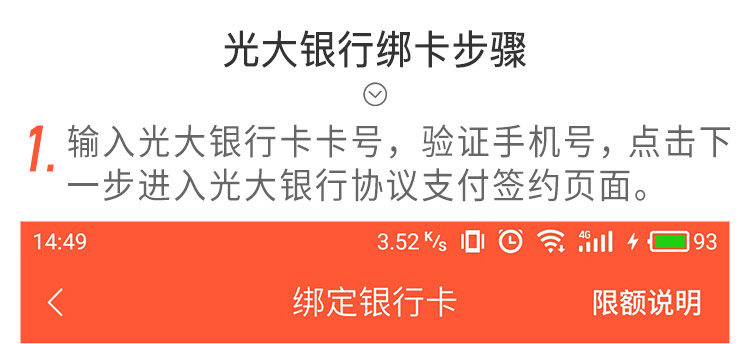 光大银行绑卡步骤
1. 输入光大银行卡卡号，验证手机号，点击下
一步进入光大银行协议支付签约页面。
14:49 3.52 K/s 4G 93
绑定银行卡 限额说明